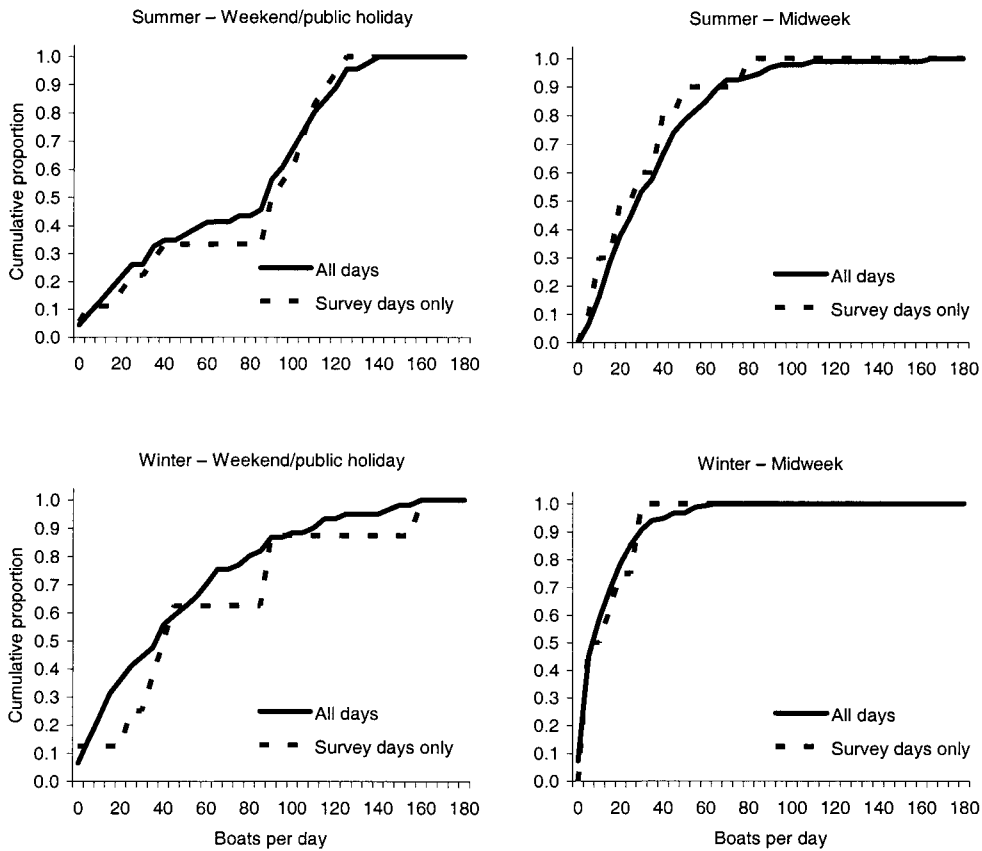 Summer – Weekend/public holiday
Cumulative proportion
1.0
0.9
0.8
0.7
0.6
0.5
0.4
0.3
0.2
0.1
0.0
All days
Survey days only
0 20 40 60 80 100 120 140 160 180
Summer – Midweek
1.0
0.9
0.8
0.7
0.6
0.5
0.4
0.3
0.2
0.1
0.0
All days
Survey days only
0 20 40 60 80 100 120 140 160 180
Winter – Weekend/public holiday
Cumulative proportion
1.0
0.9
0.8
0.7
0.6
0.5
0.4
0.3
0.2
0.1
0.0
All days
Survey days only
0 20 40 60 80 100 120 140 160 180
Boats per day
Winter – Midweek
1.0
0.9
0.8
0.7
0.6
0.5
0.4
0.3
0.2
0.1
0.0
All days
Survey days only
0 20 40 60 80 100 120 140 160 180
Boats per day